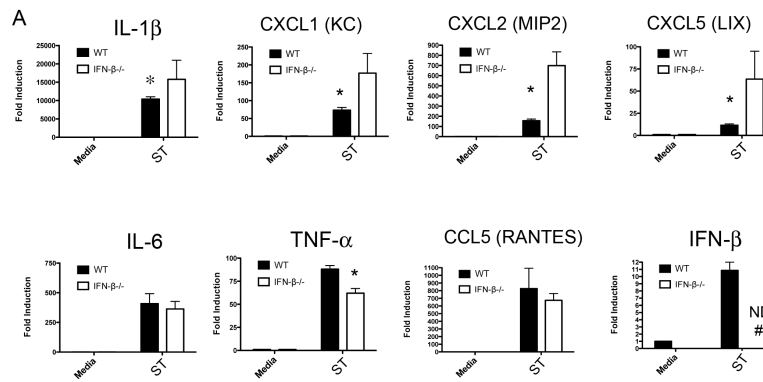 A
IL-1β
WT
IFN-β-/-
Fold Induction
25000
20000
15000
10000
5000
0
*
Media
ST
CXCL1 (KC)
WT
IFN-β-/-
Fold Induction
250
200
150
100
50
0
*
Media
ST
CXCL2 (MIP2)
WT
IFN-β-/-
Fold Induction
900
800
700
600
500
400
300
200
100
0
*
Media
ST
CXCL5 (LIX)
WT
IFN-β-/-
Fold Induction
100
75
50
25
0
*
Media
ST
IL-6
WT
IFN-β-/-
Fold Induction
750
500
250
0
Media
ST
TNF-α
WT
IFN-β-/-
Fold Induction
100
75
50
25
0
*
Media
ST
CCL5 (RANTES)
WT
IFN-β-/-
Fold Induction
1000
900
800
700
600
500
400
300
200
100
0
Media
ST
IFN-β
WT
IFN-β-/-
Fold Induction
12
11
10
9
8
7
6
5
4
3
2
1
0
ND
#
Media
ST